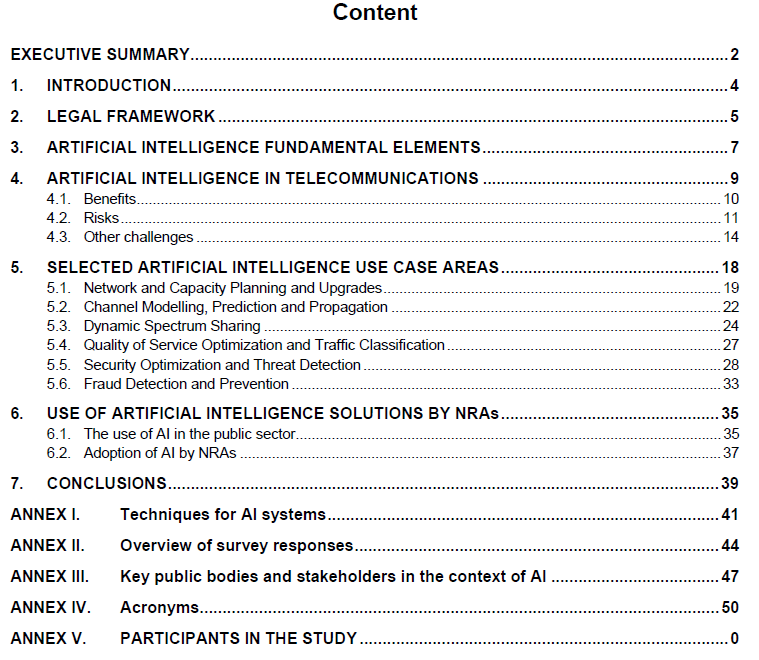 Content
EXECUTIVE SUMMARY 2
1. INTRODUCTION 4
2. LEGAL FRAMEWORK 5
3. ARTIFICIAL INTELLIGENCE FUNDAMENTAL ELEMENTS 7
4. ARTIFICIAL INTELLIGENCE IN TELECOMMUNICATIONS 9
4.1. Benefits 10
4.2. Risks 11
4.3. Other challenges 14
5. SELECTED ARTIFICIAL INTELLIGENCE USE CASE AREAS 18
5.1. Network and Capacity Planning and Upgrades 19
5.2. Channel Modelling, Prediction and Propagation 22
5.3. Dynamic Spectrum Sharing 24
5.4. Quality of Service Optimization and Traffic Classification 27
5.5. Security Optimization and Threat Detection 28
5.6. Fraud Detection and Prevention 33
6. USE OF ARTIFICIAL INTELLIGENCE SOLUTIONS BY NRAs 35
6.1. The use of AI in the public sector 35
6.2. Adoption of AI by NRAs 37
7. CONCLUSIONS 39
ANNEX I. Techniques for AI systems 41
ANNEX II. Overview of survey responses 44
ANNEX III. Key public bodies and stakeholders in the context of AI 47
ANNEX IV. Acronyms 50
ANNEX V. PARTICIPANTS IN THE STUDY 0